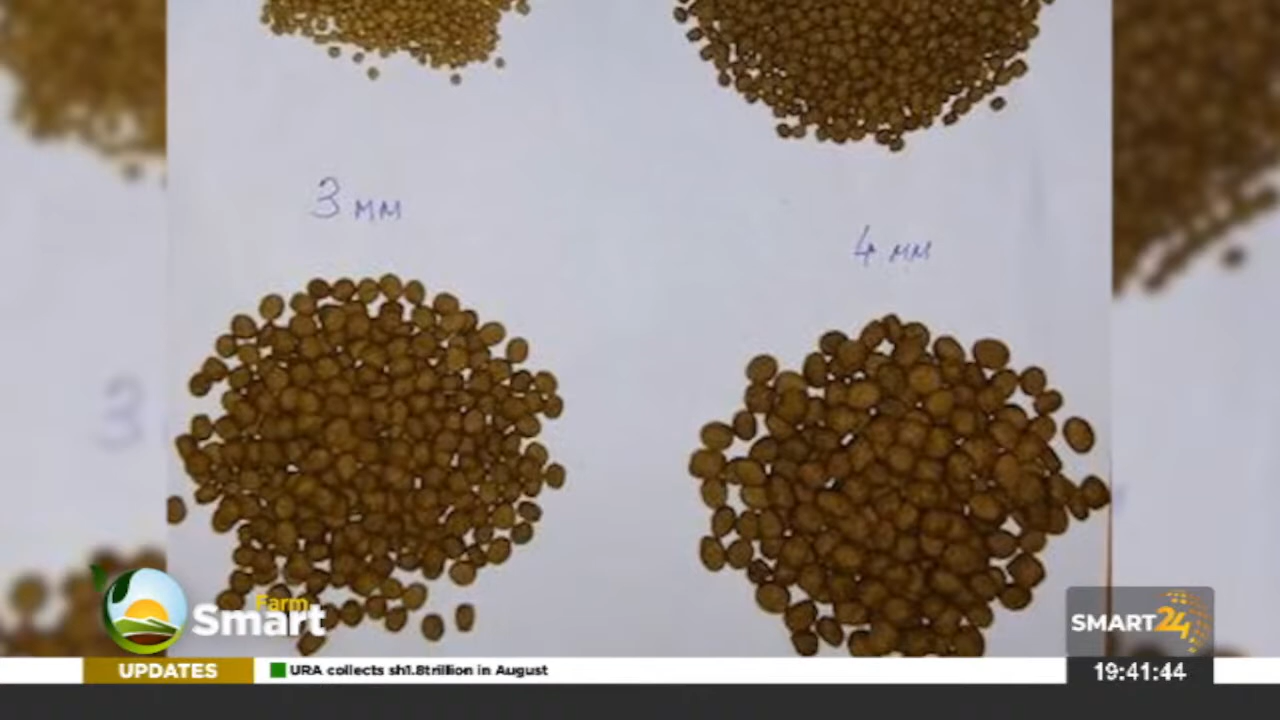 3 мм
4 мм
Farm
Smart
SMART24
UPDATES
URA collects sh1.8trillion in August
19:41:44